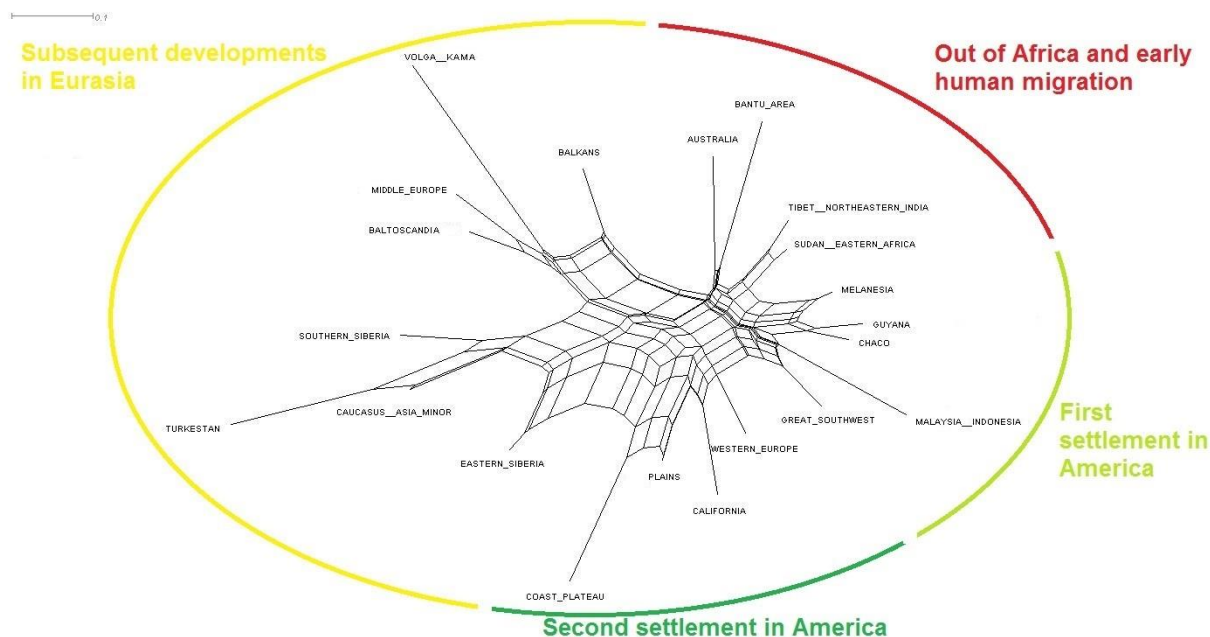 0.1
Subsequent developments
in Eurasia
Out of Africa and early
human migration
VOLGA__KAMA
BANTU_AREA
AUSTRALIA
BALKANS
MIDDLE_EUROPE
TIBET__NORTHEASTERN_INDIA
BALTOSCANDIA
SUDAN__EASTERN_AFRICA
MELANESIA
GUYANA
SOUTHERN_SIBERIA
CHACO
CAUCASUS__ASIA_MINOR
GREAT_SOUTHWEST
MALAYSIA__INDONESIA
TURKESTAN
First
settlement in
America
WESTERN_EUROPE
EASTERN_SIBERIA
PLAINS
CALIFORNIA
COAST_PLATEAU
Second settlement in America